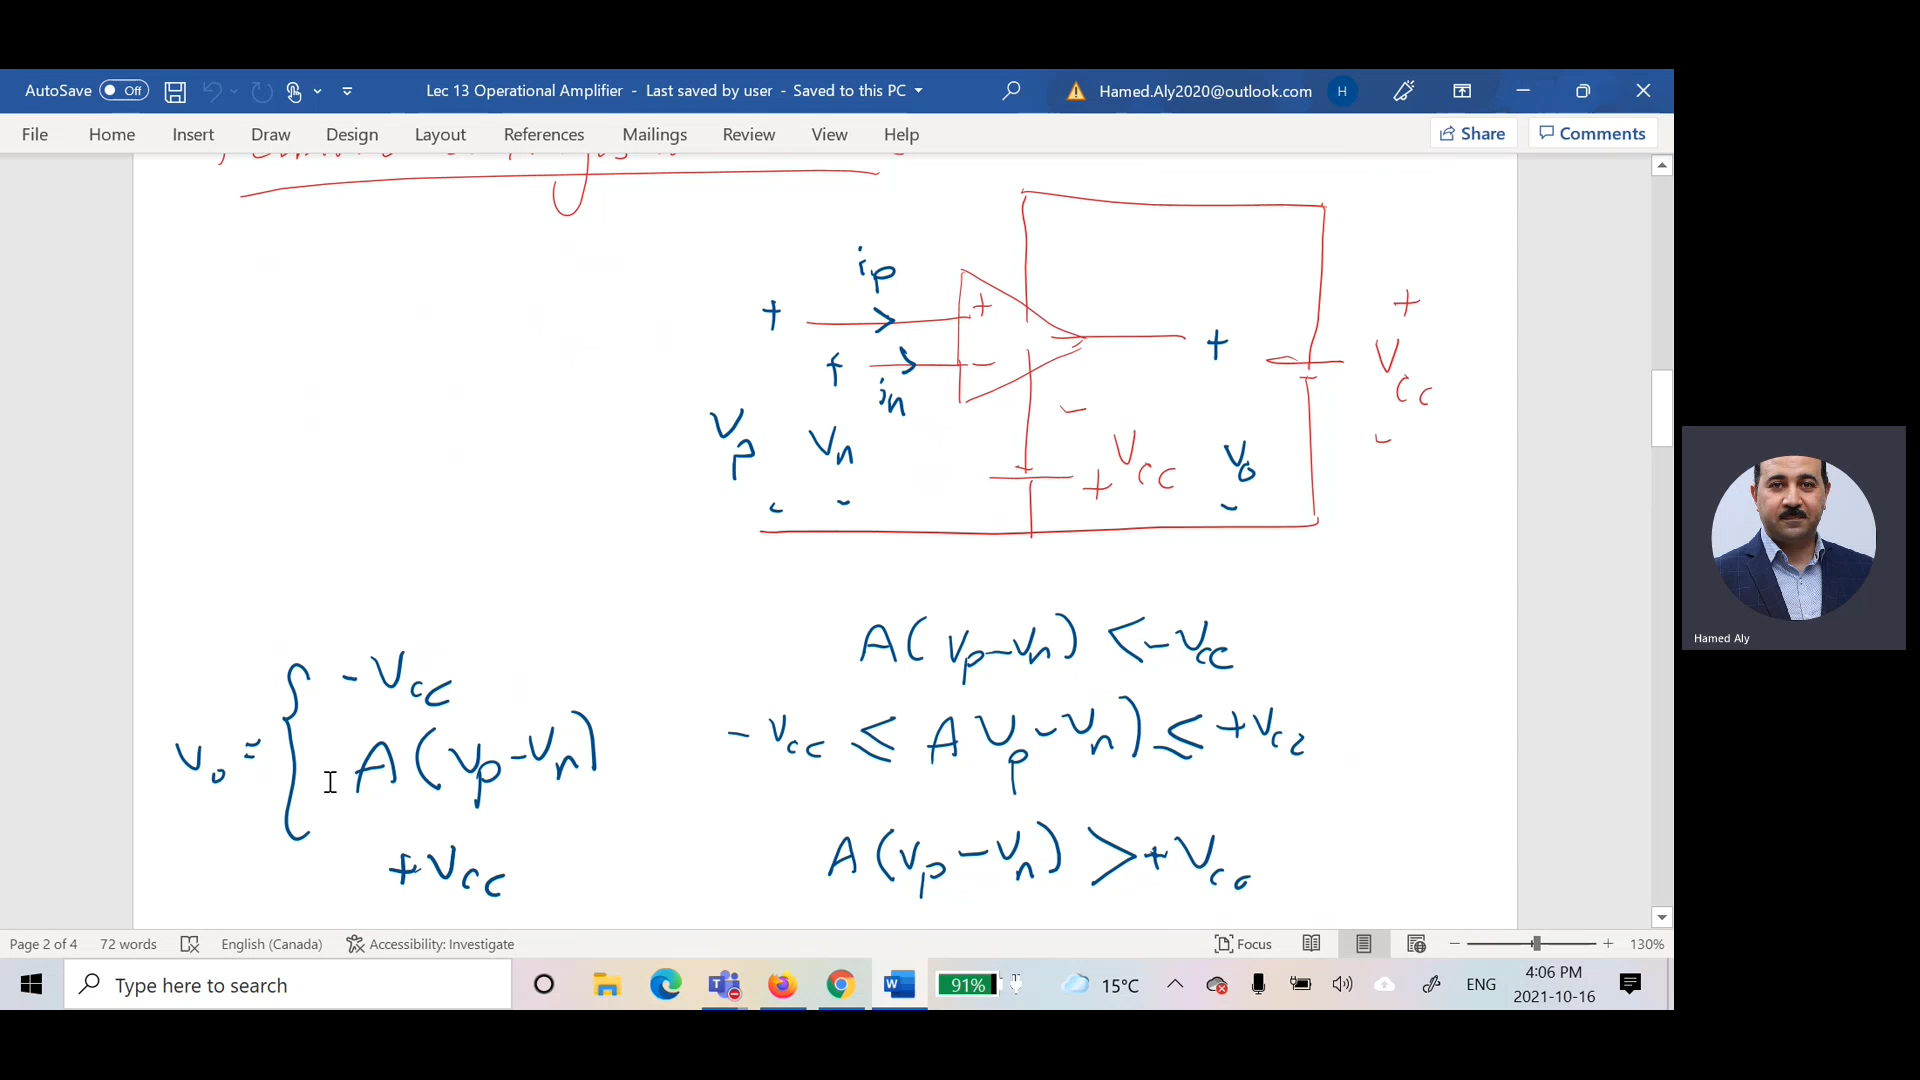 AutoSave Off Lec 13 Operational Amplifier - Last saved by user - Saved to this PC Hamed.Aly2020@outlook.com H
File Home Insert Draw Design Layout References Mailings Review View Help Share Comments
ip
+ + +
+ - + V
in CC
- V CC +
Vp Vn Vo
- - - -
A(Vp-Vn) < -Vcc
-Vcc
-Vcc ≤ A Vp-Vn) ≤ +Vcc
Vo = { A(Vp-Vn)
A(Vp-Vn) > +Vcc
+Vcc
Hamed Aly
Page 2 of 4 72 words English (Canada) Accessibility: Investigate Focus 130%
Type here to search 91% 15°C ENG 4:06 PM
2021-10-16